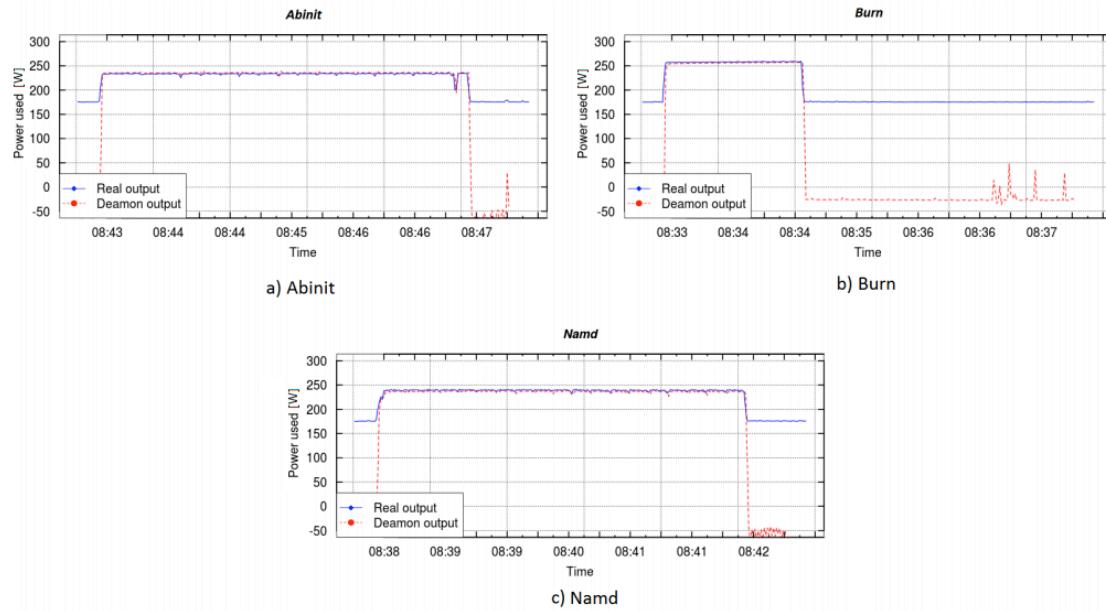 Abinit
Power used [W]
300
250
200
150
100
50
0
-50
Real output
Deamon output
08:43 08:44 08:44 08:45 08:46 08:46 08:47
Time
a) Abinit
Burn
Power used [W]
300
250
200
150
100
50
0
-50
Real output
Deamon output
08:33 08:34 08:34 08:35 08:36 08:36 08:37
Time
b) Burn
Namd
Power used [W]
300
250
200
150
100
50
0
-50
Real output
Deamon output
08:38 08:39 08:39 08:40 08:41 08:41 08:42
Time
c) Namd